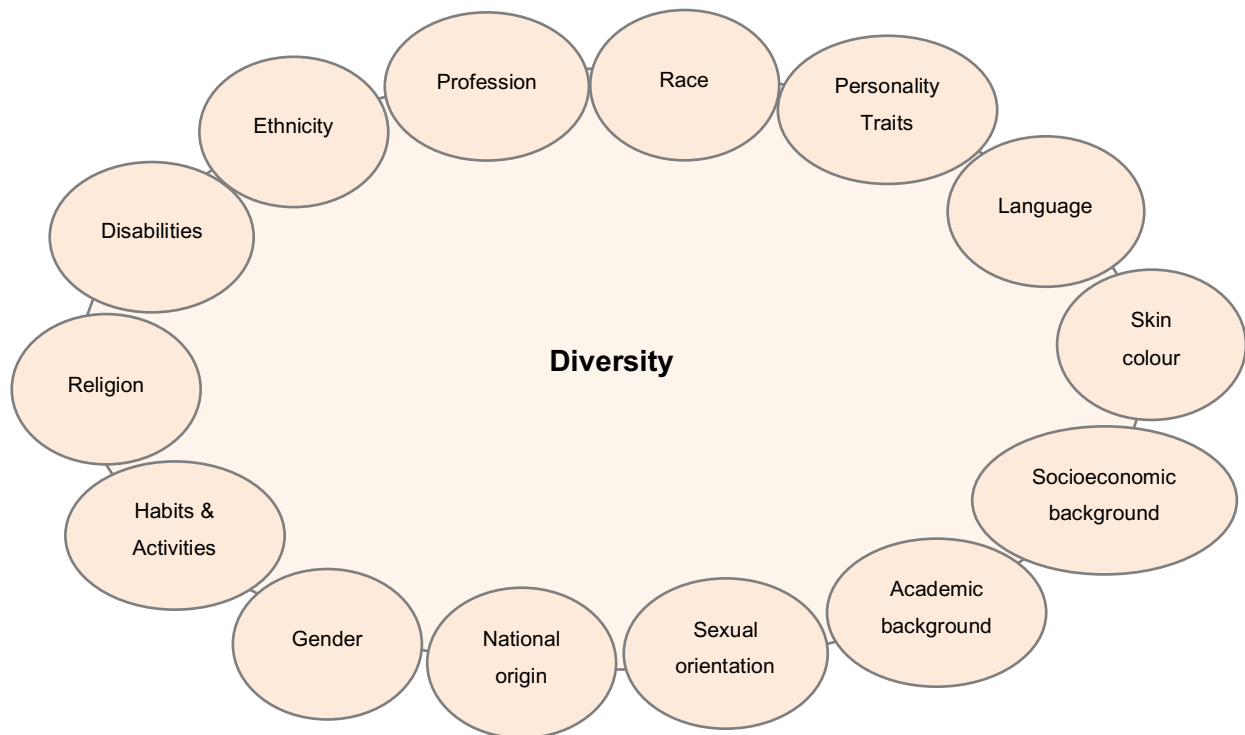 Profession
Race
Personality
Traits
Ethnicity
Language
Disabilities
Skin
colour
Diversity
Religion
Socioeconomic
background
Habits &
Activities
Academic
background
Gender
National
origin
Sexual
orientation